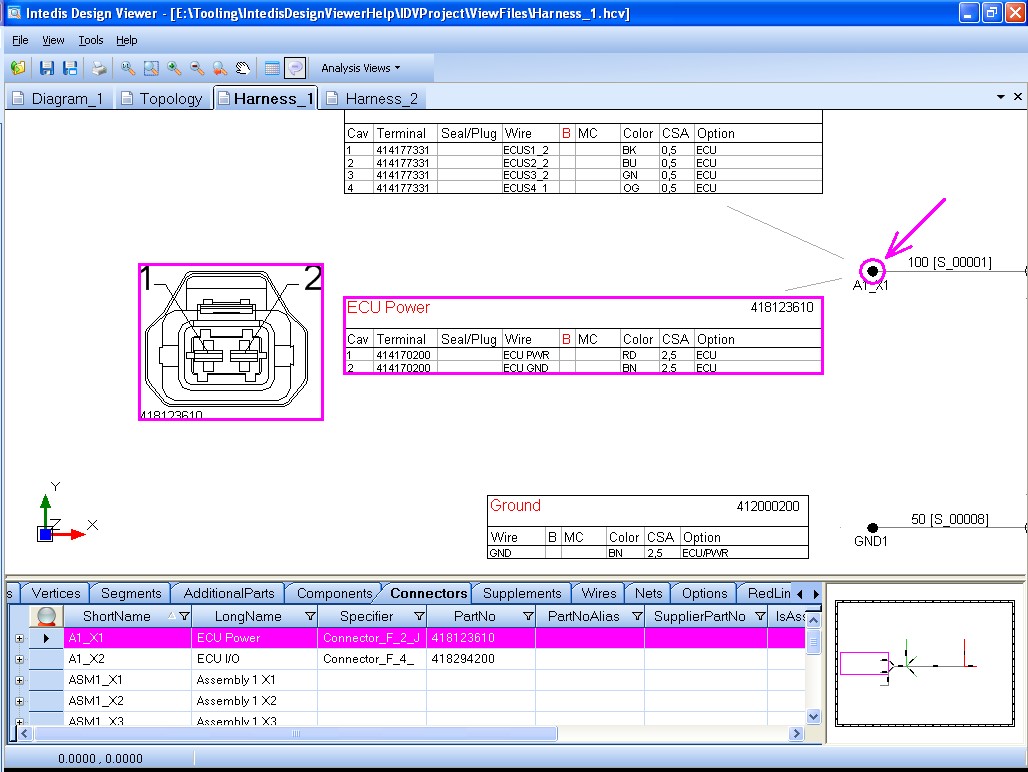 Intedis Design Viewer - [E:\Tooling\IntedisDesignViewerHelp\IDVProject\ViewFiles\Harness_1.hcv]
File View Tools Help
Analysis Views
Diagram_1 Topology Harness_1 Harness_2
Cav Terminal Seal/Plug Wire B MC Color CSA Option
1 414177331 ECUS1_2 BK 0,5 ECU
2 414177331 ECUS2_2 BU 0,5 ECU
3 414177331 ECUS3_2 GN 0,5 ECU
4 414177331 ECUS4_1 OG 0,5 ECU
100 [S_00001]
A1_X1
1 2
418123610
ECU Power 418123610
Cav Terminal Seal/Plug Wire B MC Color CSA Option
1 414170200 ECU PWR RD 2,5 ECU
2 414170200 ECU GND BN 2,5 ECU
Y
Z X
Ground 412000200
Wire B MC Color CSA Option
GND BN 2,5 ECU/PWR
50 [S_00008]
GND1
s Vertices Segments AdditionalParts Components Connectors Supplements Wires Nets Options RedLin
ShortName LongName Specifier PartNo PartNoAlias SupplierPartNo IsAss
A1_X1 ECU Power Connector_F_2_J 418123610
A1_X2 ECU I/O Connector_F_4_ 418294200
ASM1_X1 Assembly 1 X1
ASM1_X2 Assembly 1 X2
ASM1_X3 Assembly 1 X3
0.0000 , 0.0000